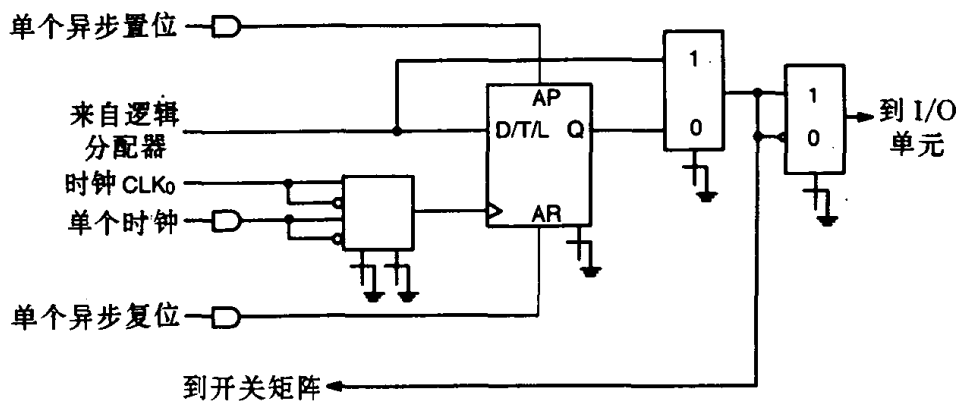 单个异步置位
来自逻辑
分配器
时钟 CLK₀
单个时钟
单个异步复位
AP
D/T/L Q
AR
1
0
1
0
到 I/O
单元
到开关矩阵